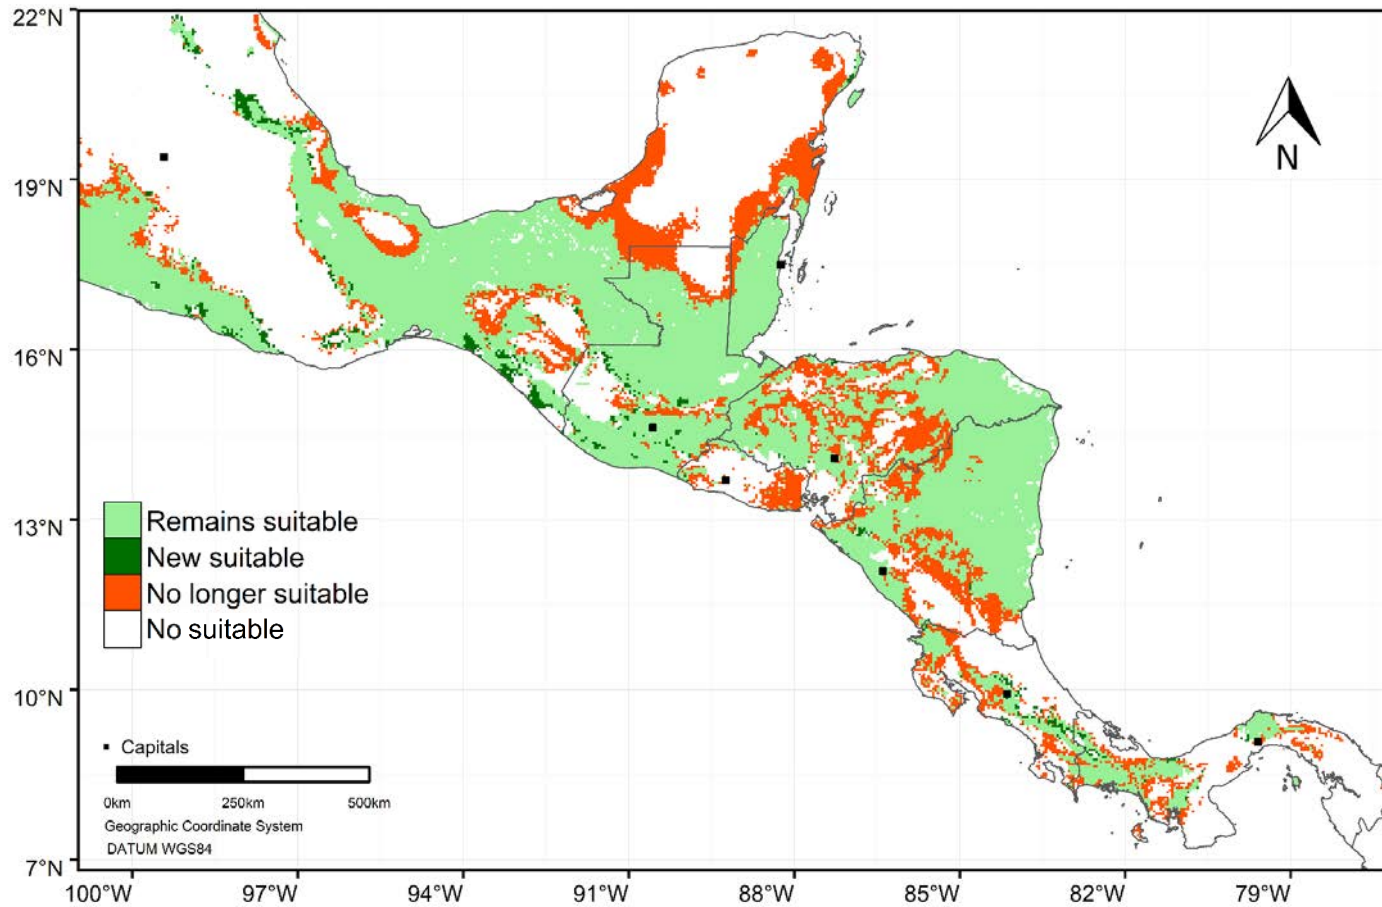 22°N
19°N
16°N
13°N
10°N
7°N
N
Remains suitable
New suitable
No longer suitable
No suitable
Capitals
0km 250km 500km
Geographic Coordinate System
DATUM WGS84
100°W 97°W 94°W 91°W 88°W 85°W 82°W 79°W